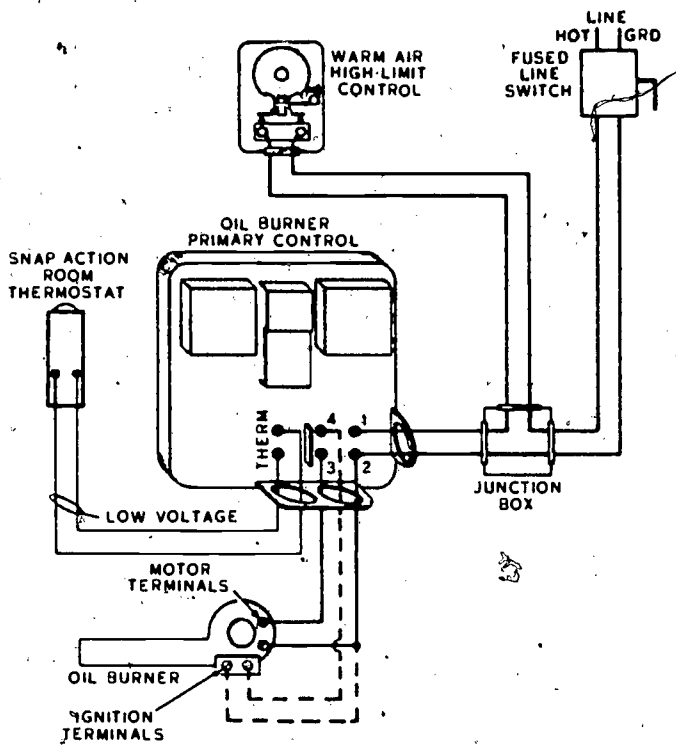 LINE
HOT GRD
FUSED
LINE
SWITCH
WARM AIR
HIGH-LIMIT
CONTROL
OIL BURNER
PRIMARY CONTROL
SNAP ACTION
ROOM
THERMOSTAT
THERM
4
1
3
2
JUNCTION
BOX
LOW VOLTAGE
MOTOR
TERMINALS
OIL BURNER
IGNITION
TERMINALS